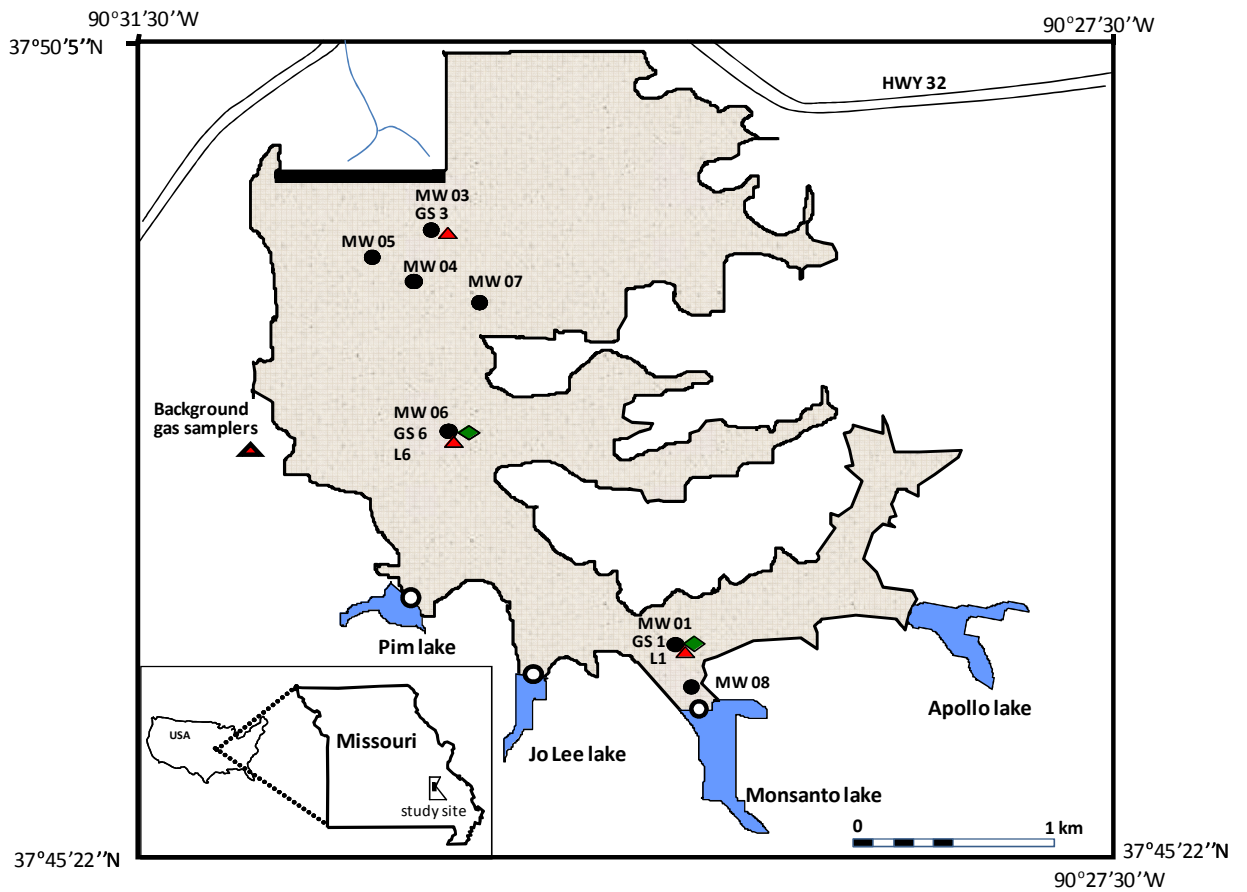 90°31'30''W
90°27'30''W
37°50'5''N
HWY 32
MW 03
GS 3
MW 05
MW 04
MW 07
Background
gas samplers
MW 06
GS 6
L6
Pim lake
MW 01
GS 1
L1
MW 08
Apollo lake
Jo Lee lake
Monsanto lake
USA
Missouri
study site
0 1 km
37°45'22''N
37°45'22''N
90°27'30''W